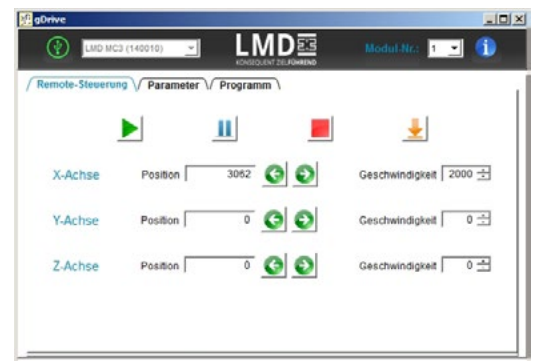 gDrive
LMD MC3 (140010) LMD Modul-Nr.: 1 i
KONSEQUENT ZIELFÜHREND
Remote-Steuerung Parameter Programm
X-Achse Position 3062 Geschwindigkeit 2000
Y-Achse Position 0 Geschwindigkeit 0
Z-Achse Position 0 Geschwindigkeit 0